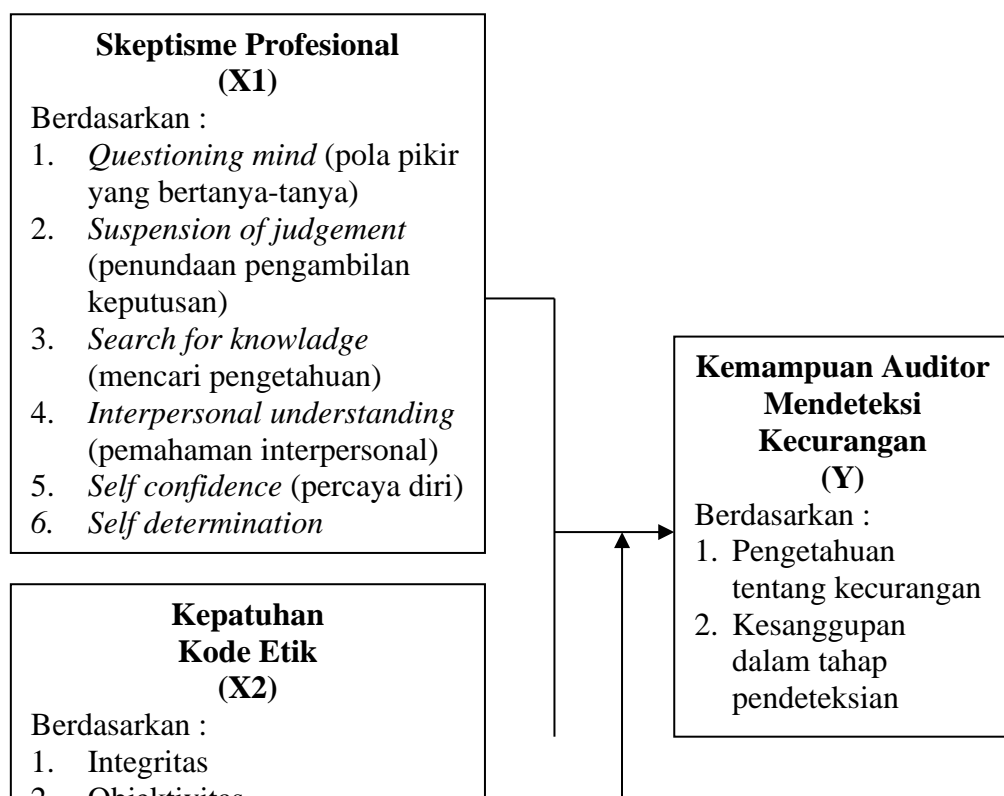 Skeptisme Profesional
(X1)
Berdasarkan :
1. Questioning mind (pola pikir
yang bertanya-tanya)
2. Suspension of judgement
(penundaan pengambilan
keputusan)
3. Search for knowladge
(mencari pengetahuan)
4. Interpersonal understanding
(pemahaman interpersonal)
5. Self confidence (percaya diri)
6. Self determination
Kepatuhan
Kode Etik
(X2)
Berdasarkan :
1. Integritas
2. Objektivitas
Kemampuan Auditor
Mendeteksi
Kecurangan
(Y)
Berdasarkan :
1. Pengetahuan
tentang kecurangan
2. Kesanggupan
dalam tahap
pendeteksian